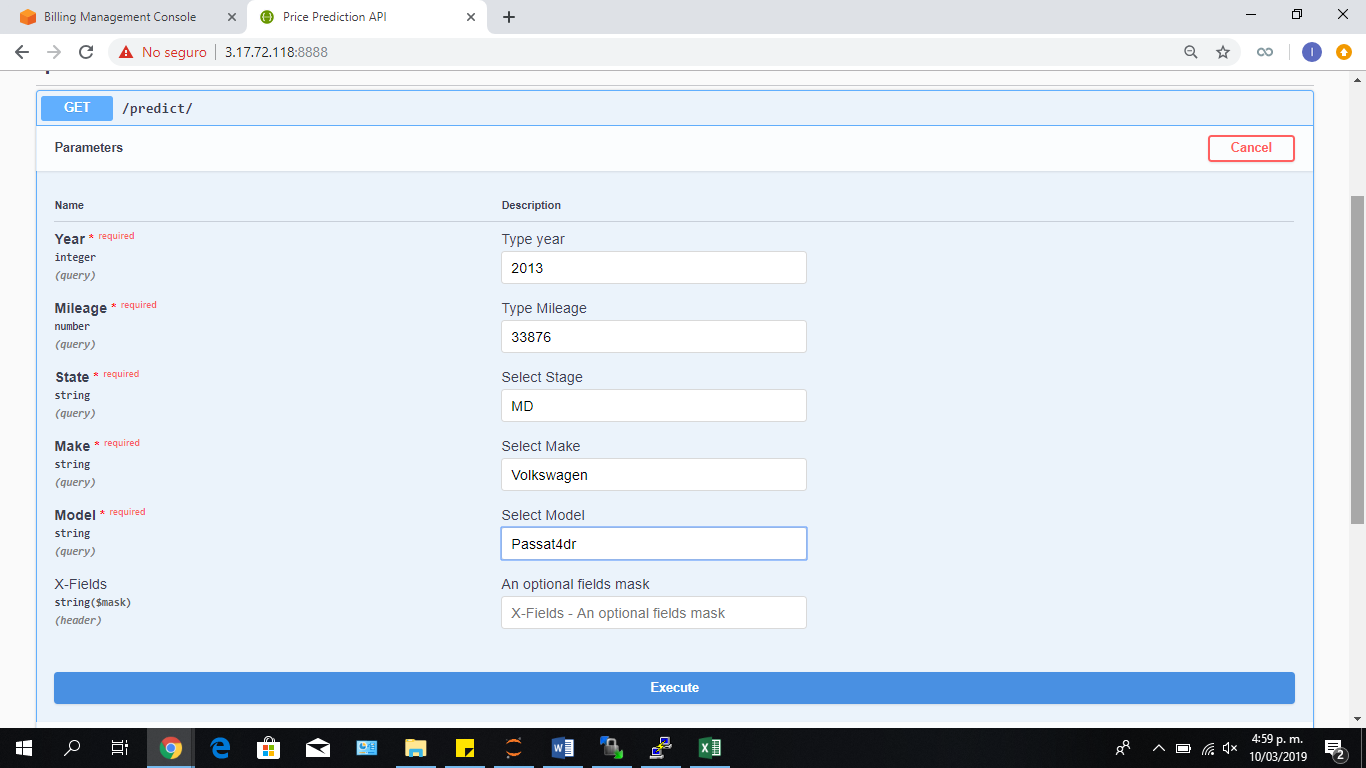 Billing Management Console
Price Prediction API
No seguro
3.17.72.118:8888
I
GET /predict/
Parameters
Cancel
Name
Description
Year * required
integer
(query)
Type year
2013
Mileage * required
number
(query)
Type Mileage
33876
State * required
string
(query)
Select Stage
MD
Make * required
string
(query)
Select Make
Volkswagen
Model * required
string
(query)
Select Model
Passat4dr
X-Fields
string($mask)
(header)
An optional fields mask
X-Fields - An optional fields mask
Execute
4:59 p. m.
10/03/2019
2